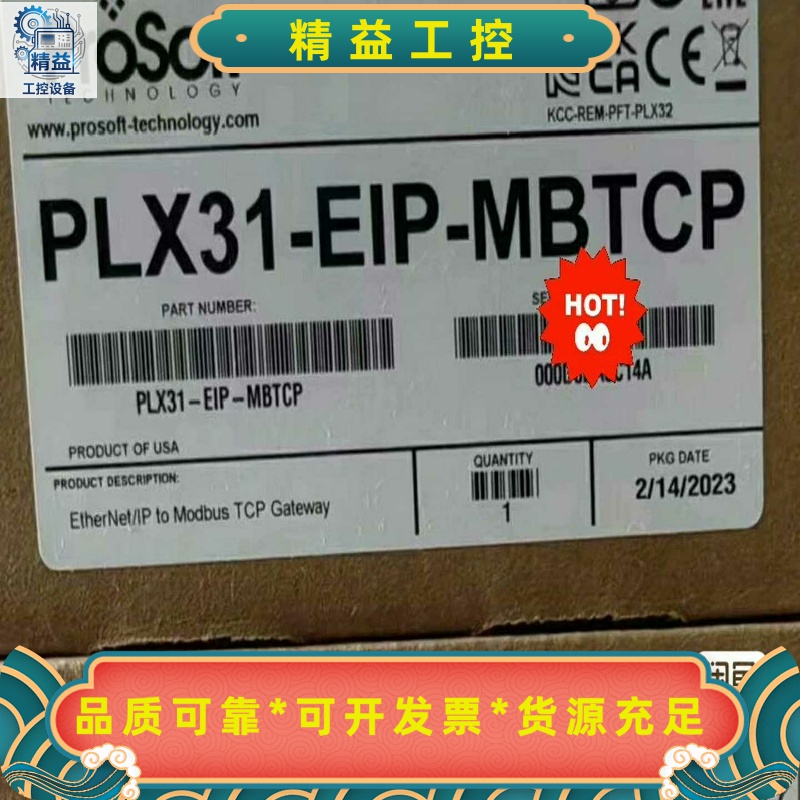 精益工控
精益
工控设备
TECHNOLOGY
www.prosoft-technology.com
UK
CA CE
KCC-REM-PFT-PLX32
PLX31-EIP-MBTCP
PART NUMBER:
HOT!
PLX31-EIP-MBTCP
PRODUCT OF USA
PRODUCT DESCRIPTION:
EtherNet/IP to Modbus TCP Gateway
QUANTITY
1
PKG DATE
2/14/2023
品质可靠*可开发票*货源充足